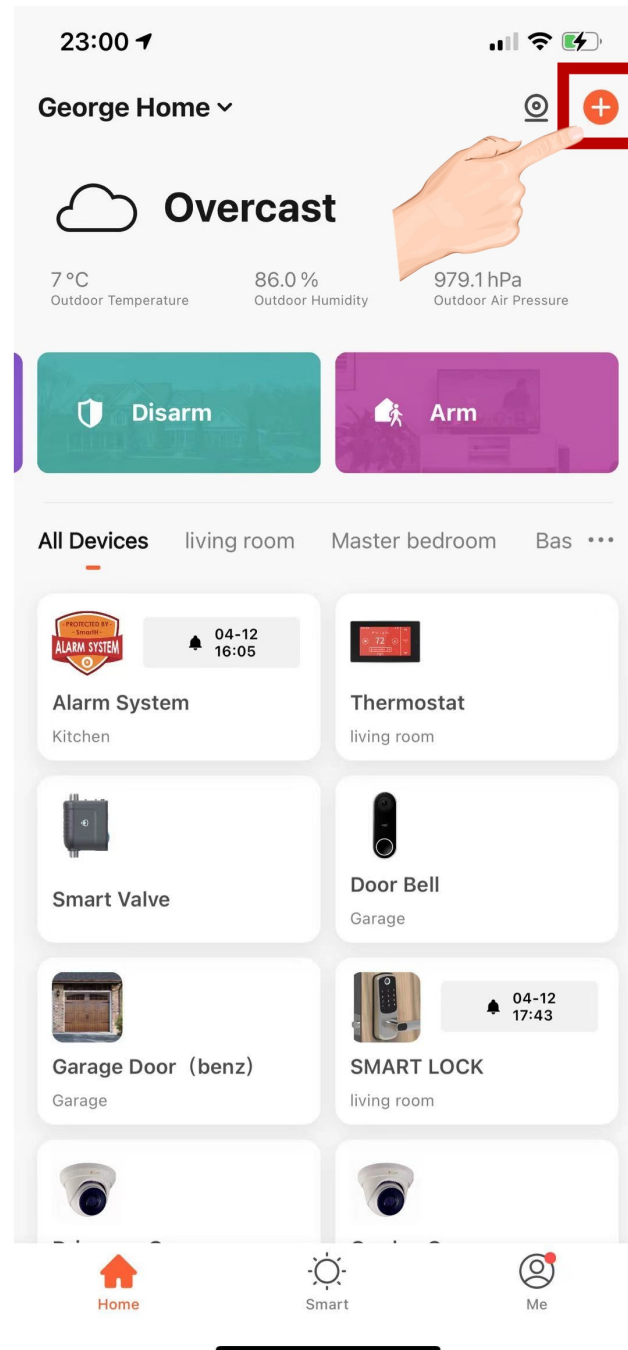 23:00
George Home
Overcast
7 °C
86.0 %
979.1 hPa
Outdoor Temperature
Outdoor Humidity
Outdoor Air Pressure
Disarm
Arm
All Devices
living room
Master bedroom
Bas
PROTECTED BY
SmartH
ALARM SYSTEM
04-12
16:05
Alarm System
Kitchen
72
Thermostat
living room
Smart Valve
Door Bell
Garage
Garage Door（benz）
Garage
04-12
17:43
SMART LOCK
living room
Home
Smart
Me